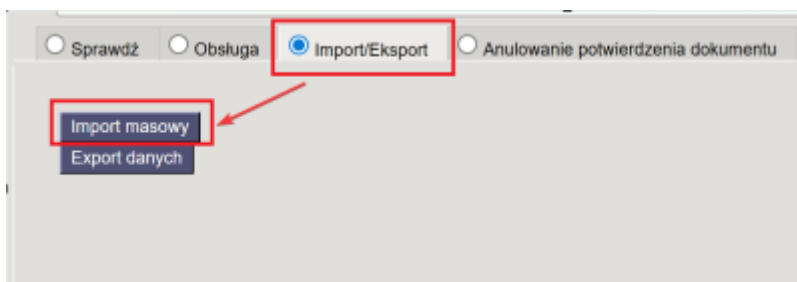 Sprawdź Obsługa Import/Eksport Anulowanie potwierdzenia dokumentu
Import masowy
Export danych